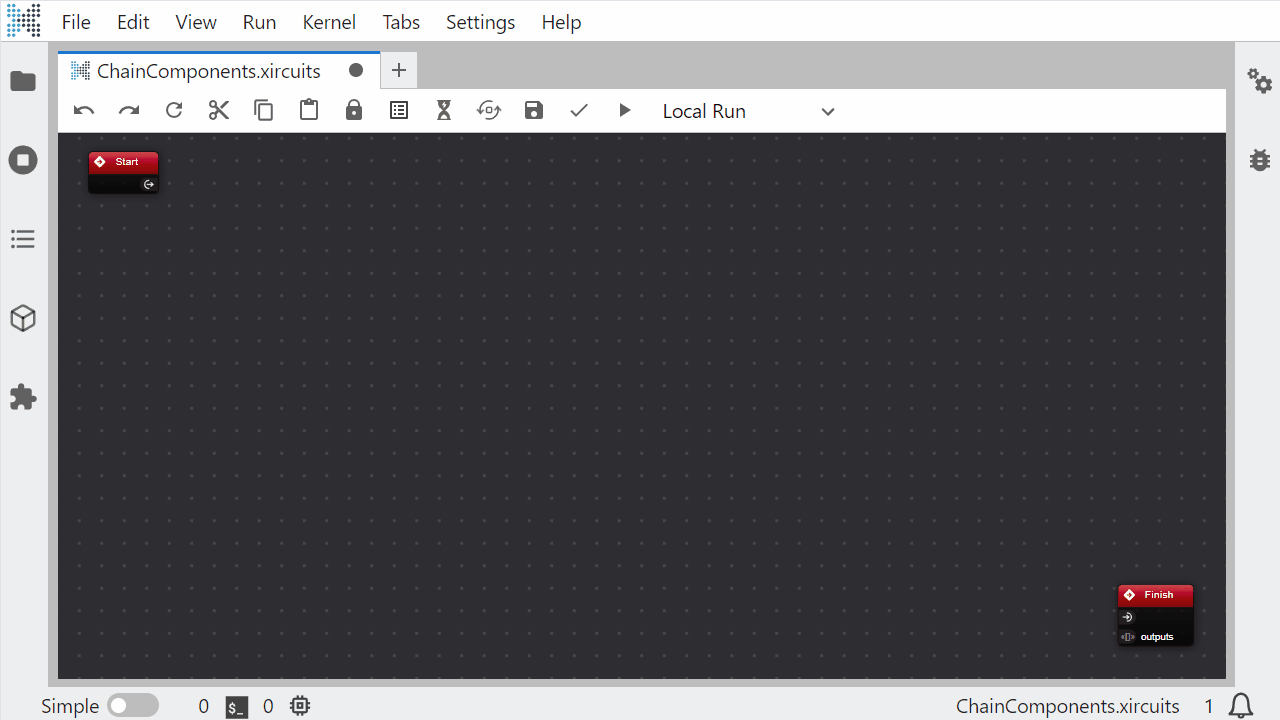 File Edit View Run Kernel Tabs Settings Help
ChainComponents.xircuits
Local Run
Start
Finish
outputs
Simple 0 $_ 0 ChainComponents.xircuits 1